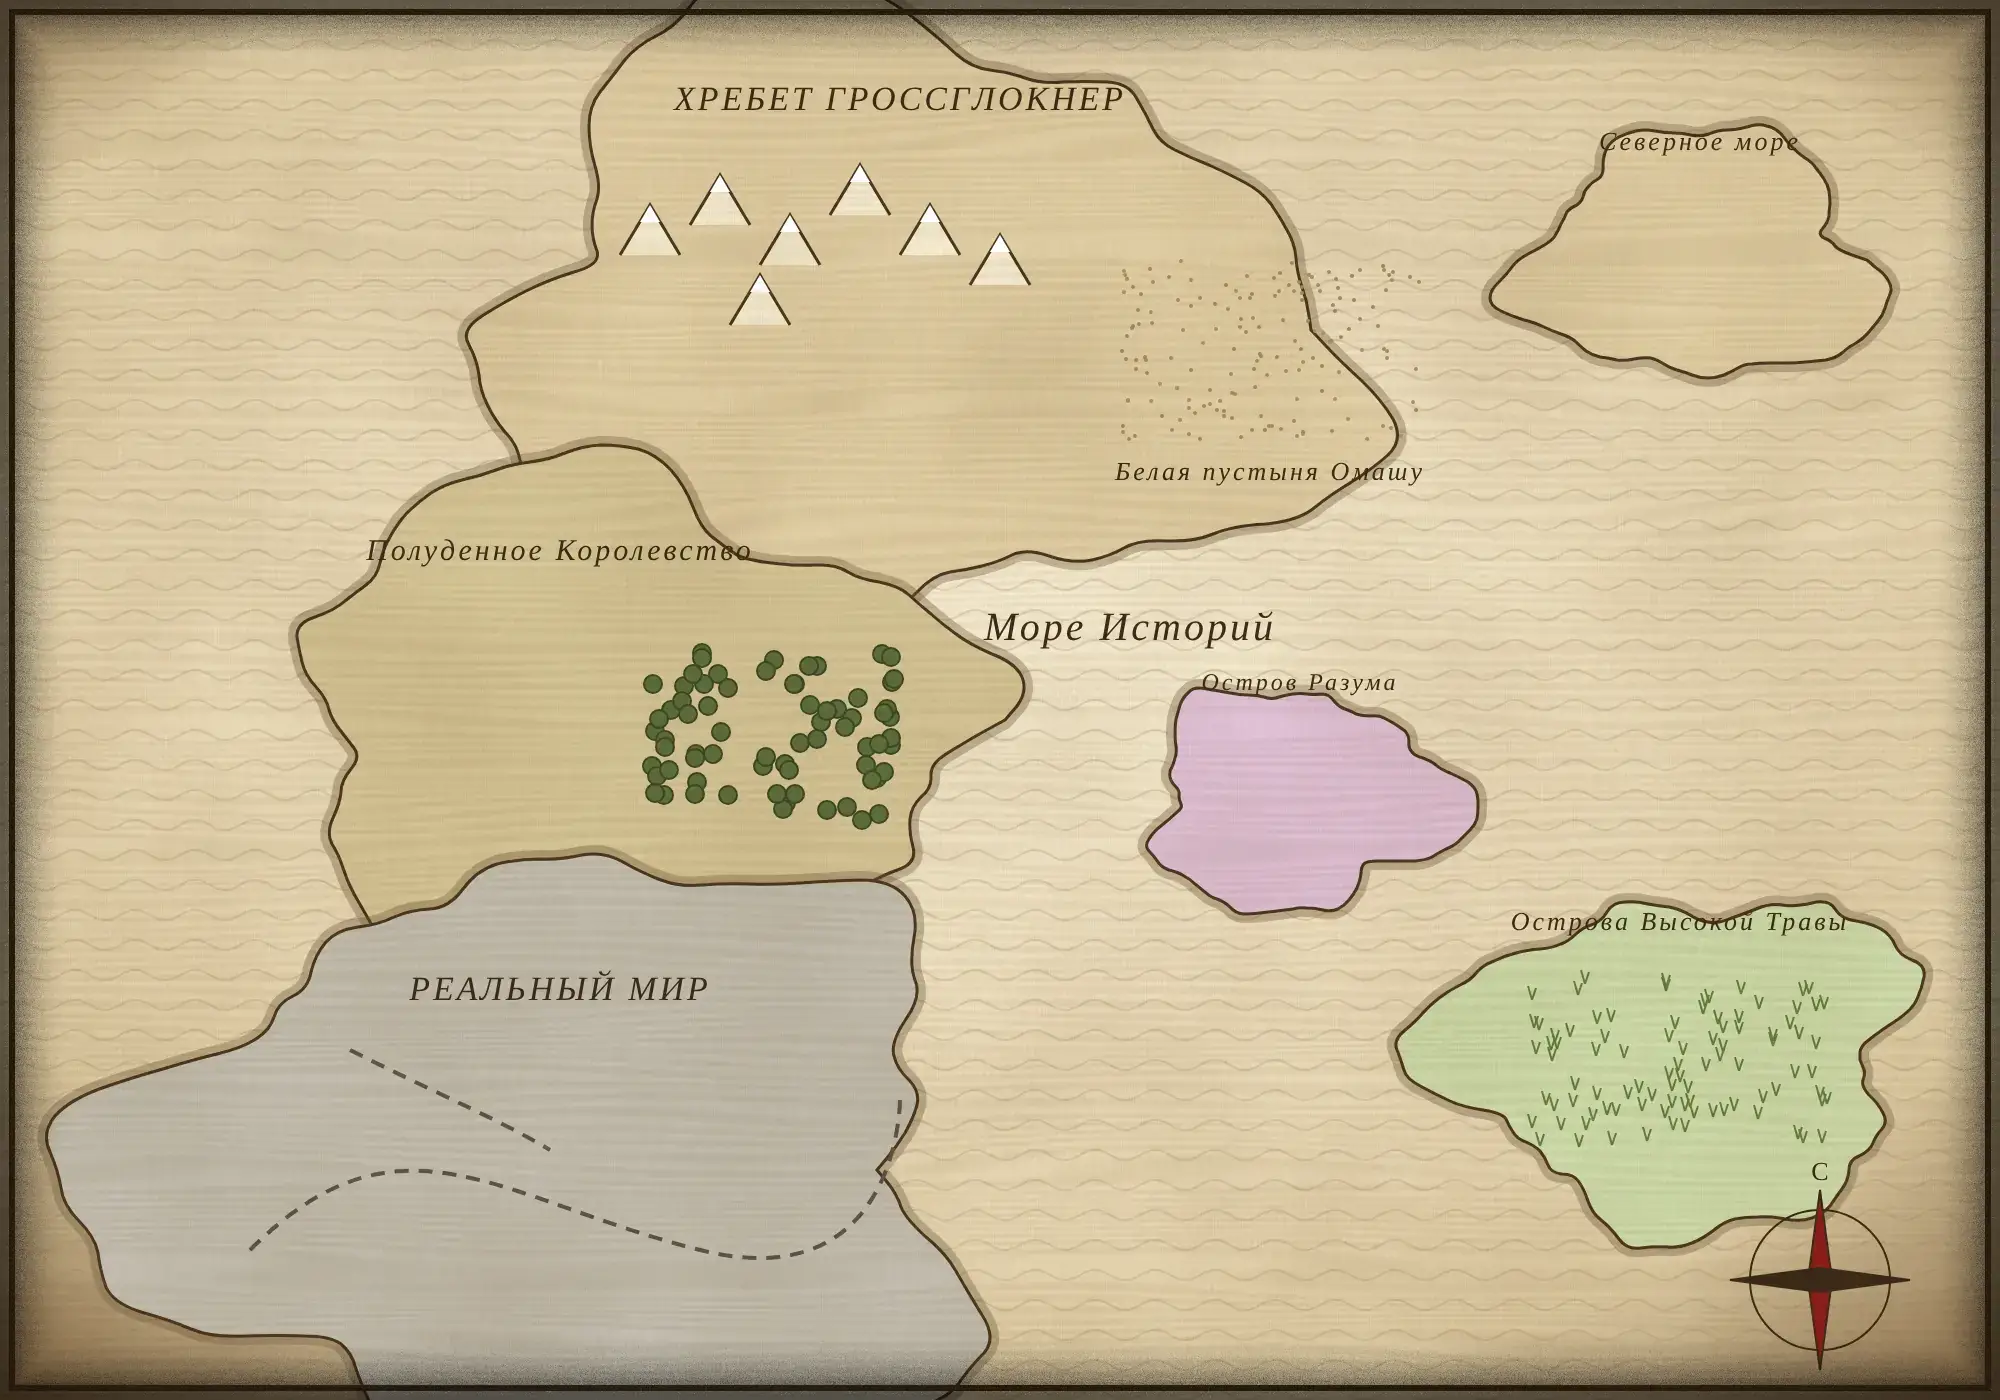 ХРЕБЕТ ГРОССГЛОКНЕР
Северное море
Белая пустыня Омашу
Полуденное Королевство
Море Историй
Остров Разума
Острова Высокой Травы
РЕАЛЬНЫЙ МИР
С